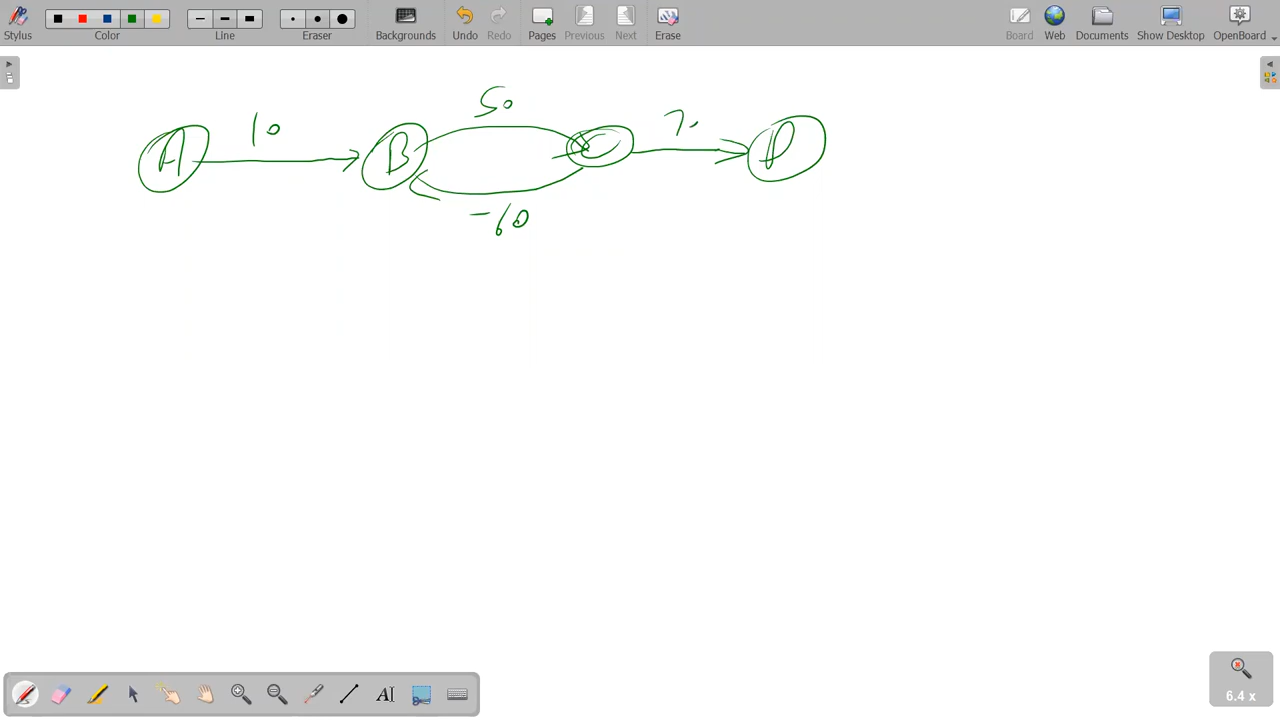 Stylus Color Line Eraser Backgrounds Undo Redo Pages Previous Next Erase Board Web Documents Show Desktop OpenBoard
50
10
A B C D
-60
6.4 x